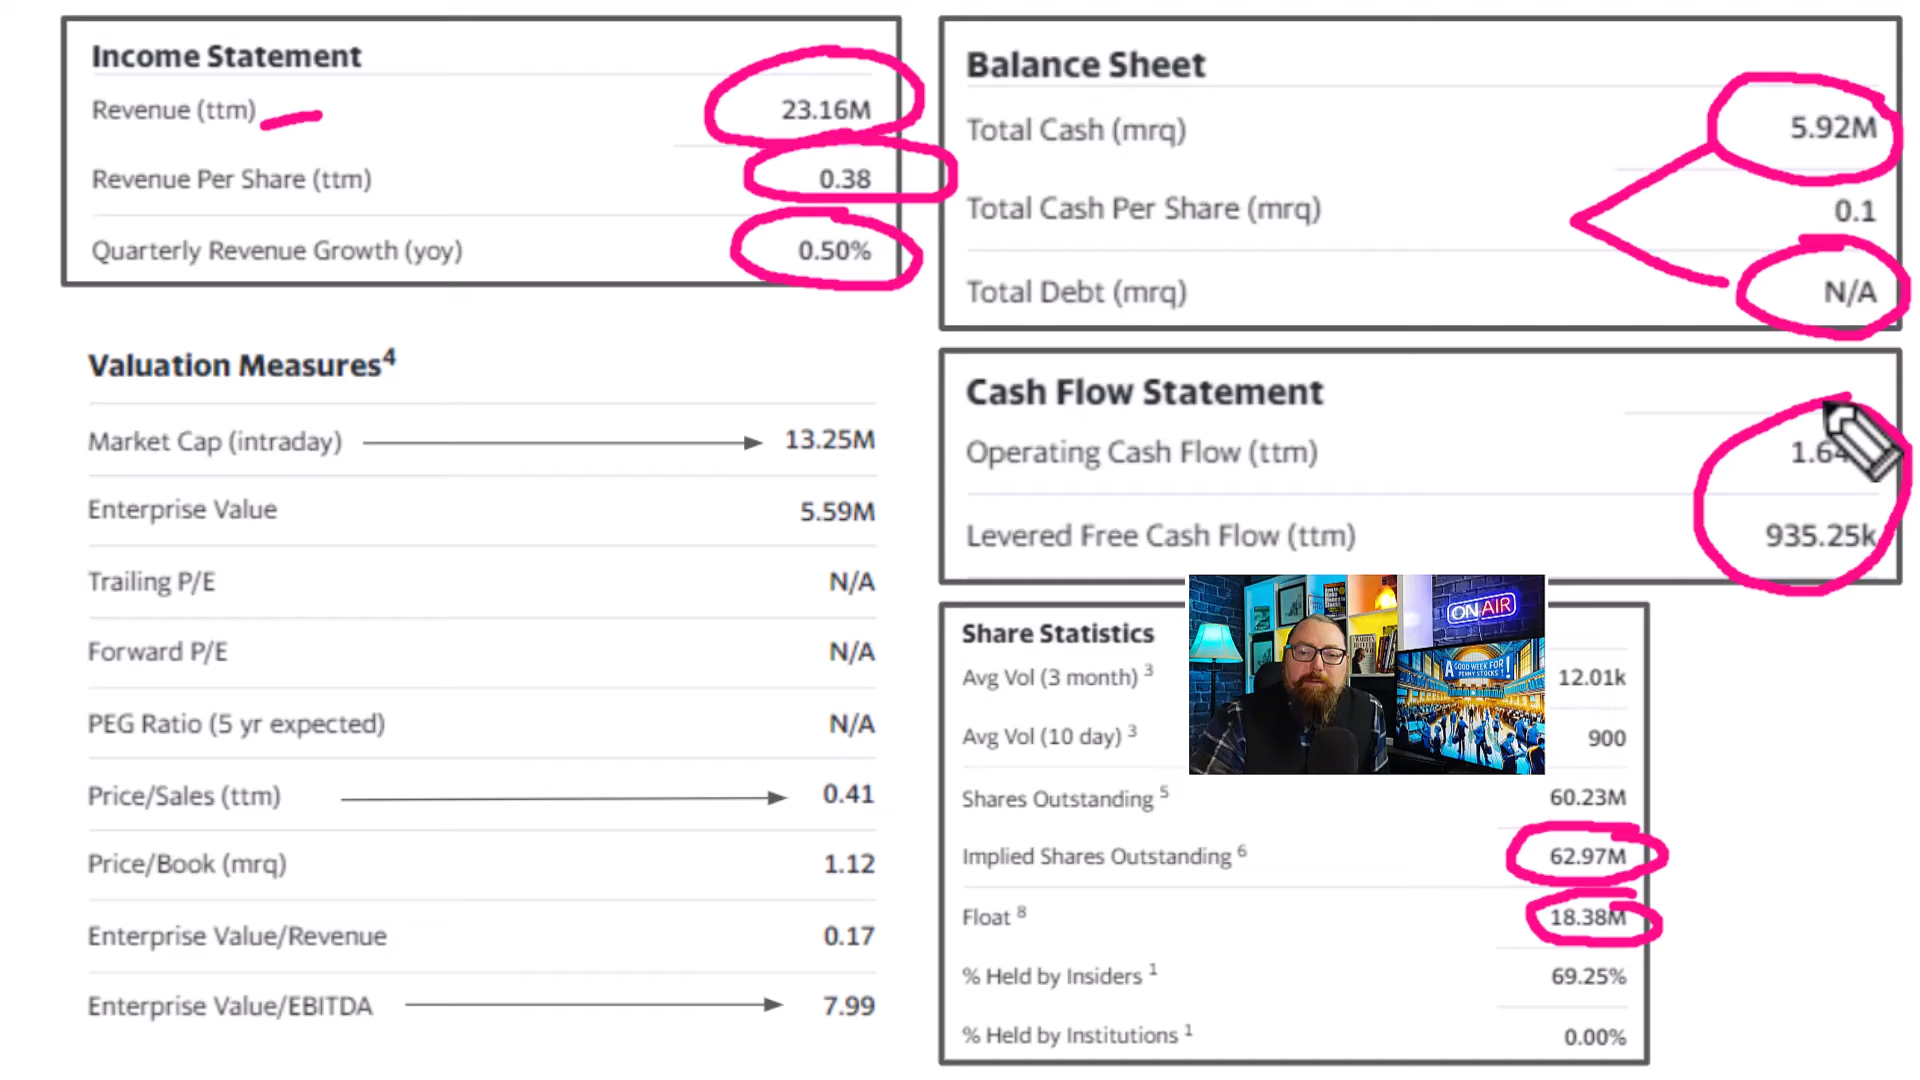 Income Statement
Revenue (ttm) 23.16M
Revenue Per Share (ttm) 0.38
Quarterly Revenue Growth (yoy) 0.50%
Valuation Measures4
Market Cap (intraday) 13.25M
Enterprise Value 5.59M
Trailing P/E N/A
Forward P/E N/A
PEG Ratio (5 yr expected) N/A
Price/Sales (ttm) 0.41
Price/Book (mrq) 1.12
Enterprise Value/Revenue 0.17
Enterprise Value/EBITDA 7.99
Balance Sheet
Total Cash (mrq) 5.92M
Total Cash Per Share (mrq) 0.1
Total Debt (mrq) N/A
Cash Flow Statement
Operating Cash Flow (ttm)
Levered Free Cash Flow (ttm) 935.25k
Share Statistics
Avg Vol (3 month) 3 12.01k
Avg Vol (10 day) 3 900
Shares Outstanding 5 60.23M
Implied Shares Outstanding 6 62.97M
Float 8 18.38M
% Held by Insiders 1 69.25%
% Held by Institutions 1 0.00%
ON AIR
A GOOD WEEK FOR
PENNY STOCKS !